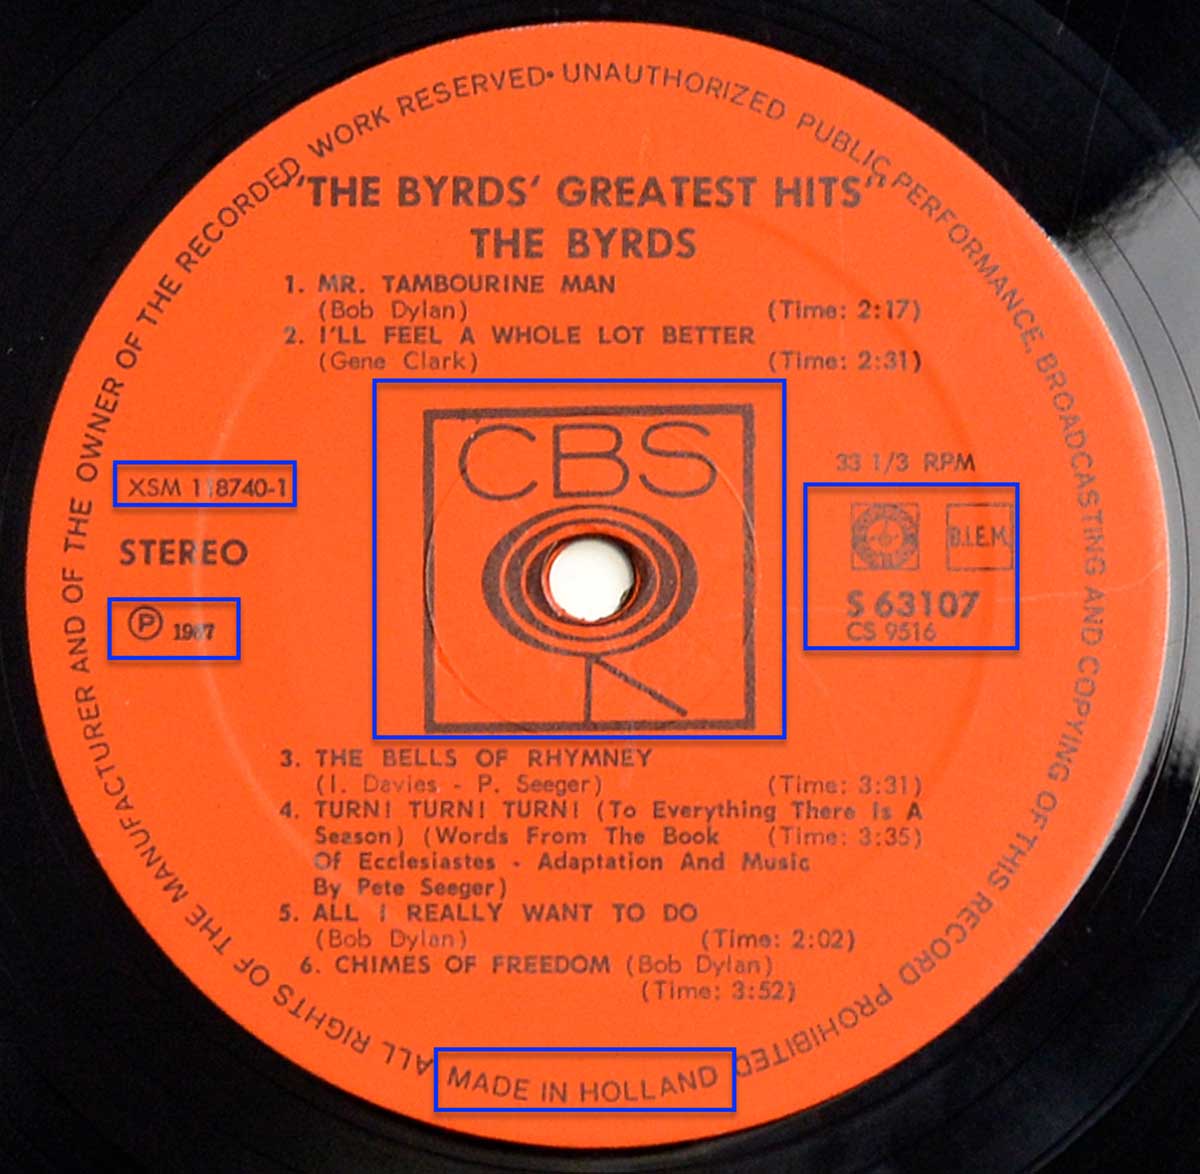 ALL RIGHTS OF THE MANUFACTURER AND OF THE OWNER OF THE RECORDED WORK RESERVED • UNAUTHORIZED PUBLIC PERFORMANCE, BROADCASTING AND COPYING OF THIS RECORD PROHIBITED
"THE BYRDS' GREATEST HITS"
THE BYRDS
1. MR. TAMBOURINE MAN
(Bob Dylan) (Time: 2:17)
2. I'LL FEEL A WHOLE LOT BETTER
(Gene Clark) (Time: 2:31)
CBS
33 1/3 RPM
XSM 118740-1
B.I.E.M.
STEREO
S 63107
℗ 1967
CS 9516
3. THE BELLS OF RHYMNEY
(I. Davies - P. Seeger) (Time: 3:31)
4. TURN! TURN! TURN! (To Everything There Is A
Season) (Words From The Book (Time: 3:35)
Of Ecclesiastes - Adaptation And Music
By Pete Seeger)
5. ALL I REALLY WANT TO DO
(Bob Dylan) (Time: 2:02)
6. CHIMES OF FREEDOM (Bob Dylan)
(Time: 3:52)
MADE IN HOLLAND